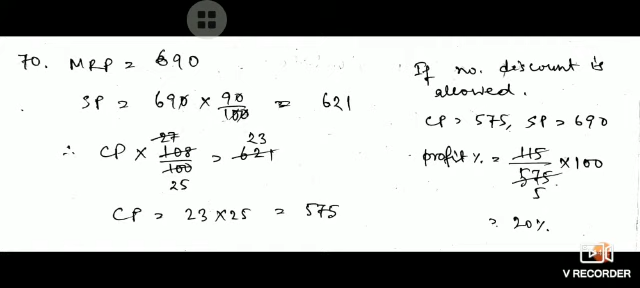 70. MRP = 690
SP = 690 × 90/100 = 621
∴ CP × 108/100 = 621
27
25
23
CP = 23 × 25 = 575
If no. discount is
allowed.
CP = 575, SP = 690
profit % = 115/575 × 100
5
= 20%
V RECORDER